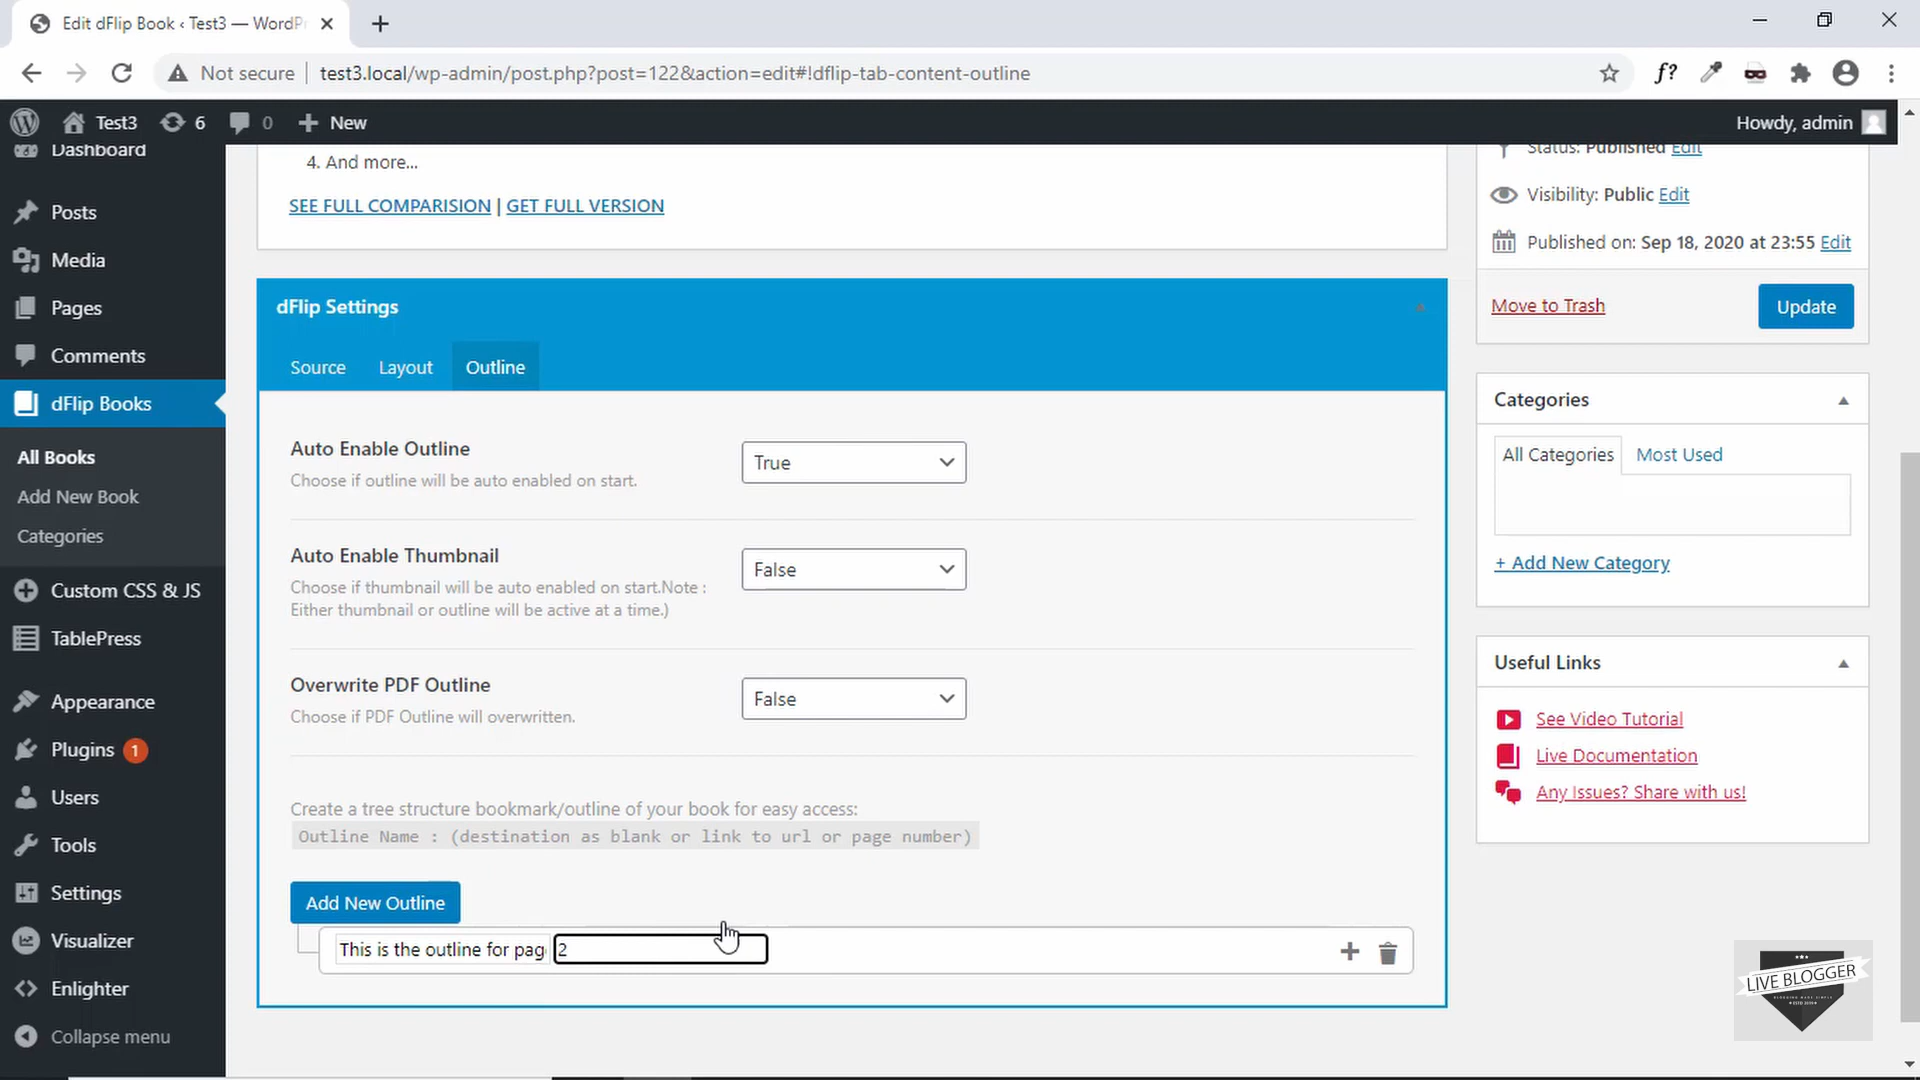 Edit dFlip Book ‹ Test3 — WordPr
Not secure
test3.local/wp-admin/post.php?post=122&action=edit#!dflip-tab-content-outline
f?
Test3
6
0
New
Howdy, admin
Dashboard
Posts
Media
Pages
Comments
dFlip Books
All Books
Add New Book
Categories
Custom CSS & JS
TablePress
Appearance
Plugins 1
Users
Tools
Settings
Visualizer
Enlighter
Collapse menu
4. And more...
SEE FULL COMPARISION | GET FULL VERSION
dFlip Settings
Source
Layout
Outline
Auto Enable Outline
Choose if outline will be auto enabled on start.
True
Auto Enable Thumbnail
Choose if thumbnail will be auto enabled on start.Note :
Either thumbnail or outline will be active at a time.)
False
Overwrite PDF Outline
Choose if PDF Outline will overwritten.
False
Create a tree structure bookmark/outline of your book for easy access:
Outline Name : (destination as blank or link to url or page number)
Add New Outline
This is the outline for pag
2
Status: Published Edit
Visibility: Public Edit
Published on: Sep 18, 2020 at 23:55 Edit
Move to Trash
Update
Categories
All Categories
Most Used
+ Add New Category
Useful Links
See Video Tutorial
Live Documentation
Any Issues? Share with us!
LIVE BLOGGER